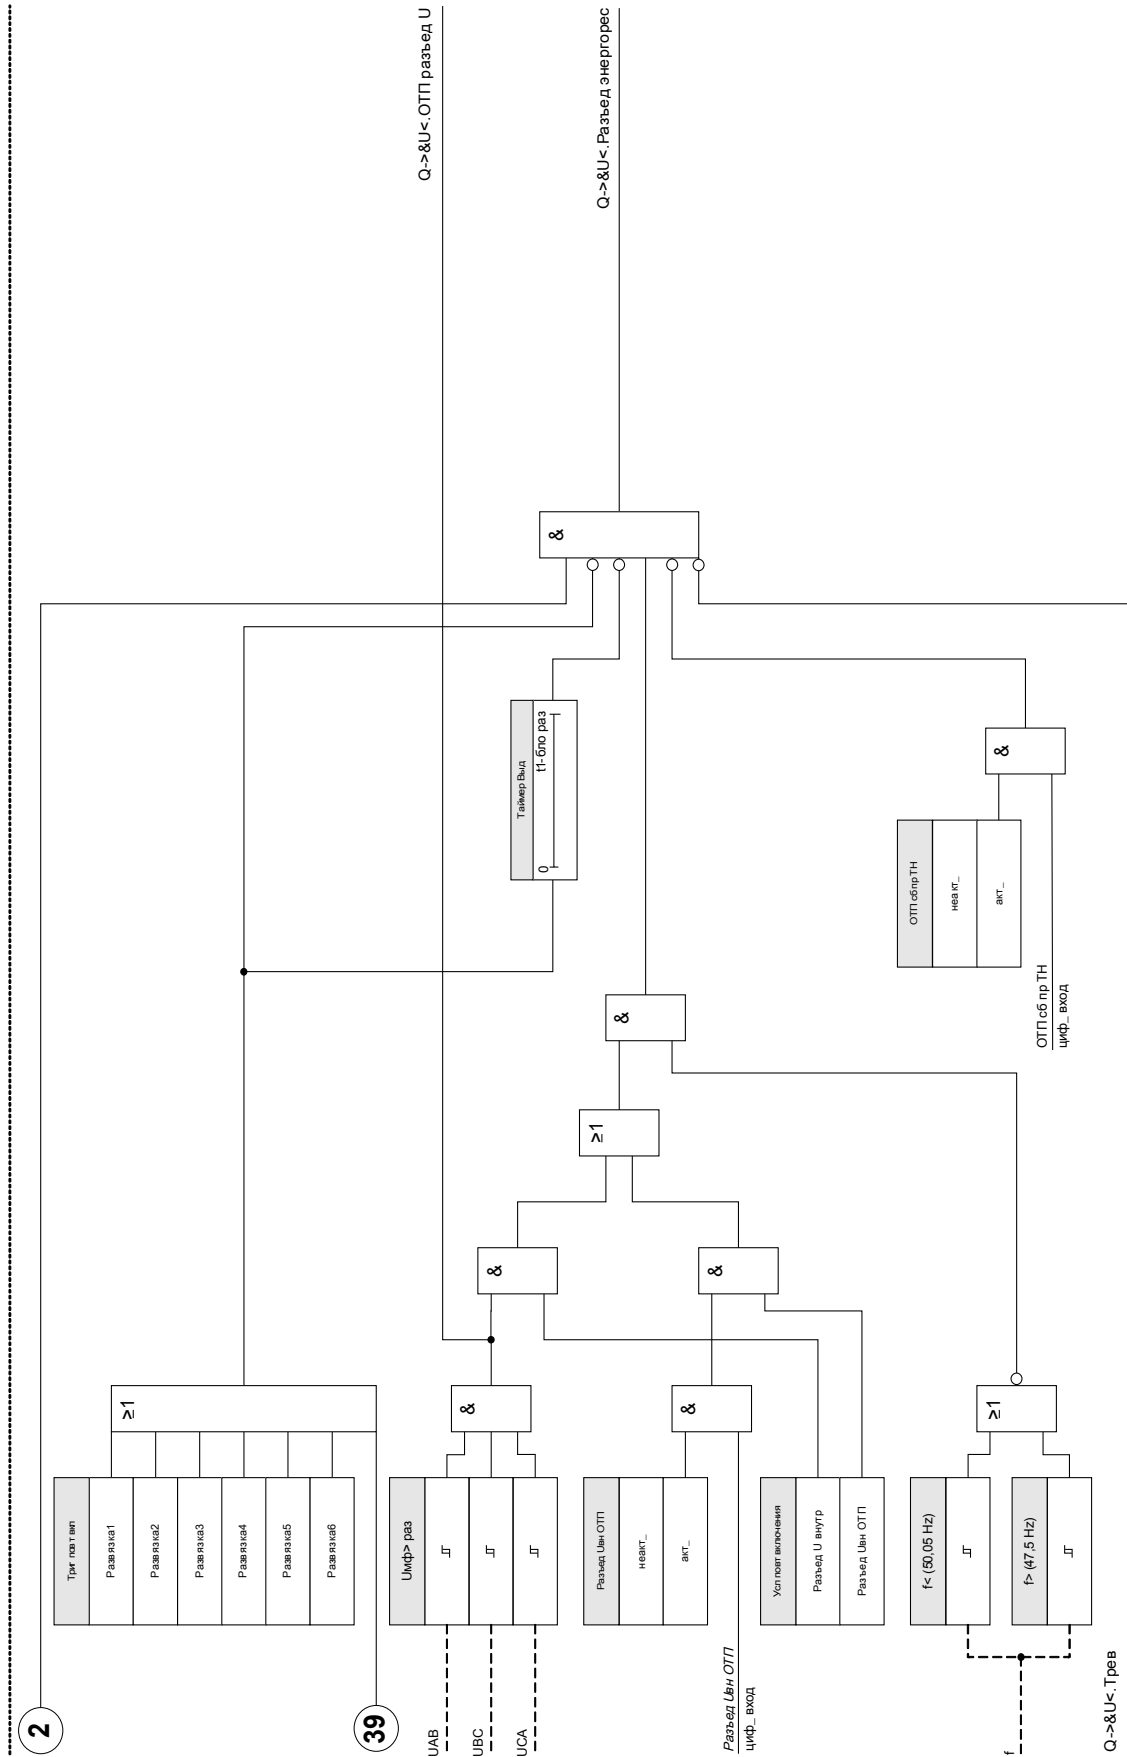 2
Триг повт вкл
Развязка1
Развязка2
Развязка3
Развязка4
Развязка5
Развязка6
39
≥1
Таймер Выд
0
t1-бло раз
Q->&U<.ОТП разъед U
Q->&U<.Разъед энергорес
UAB
UBC
UCA
Uмф> раз
&
&
Разъед Uвн ОТП
неакт_
акт_
Разъед Uвн ОТП
циф_ вход
&
&
Усл повт включения
Разъед U внутр
Разъед Uвн ОТП
≥1
&
&
f
f< (50,05 Hz)
f> (47,5 Hz)
≥1
ОТП сб пр ТН
неакт_
акт_
ОТП сб пр ТН
циф_ вход
&
Q->&U<.Трев